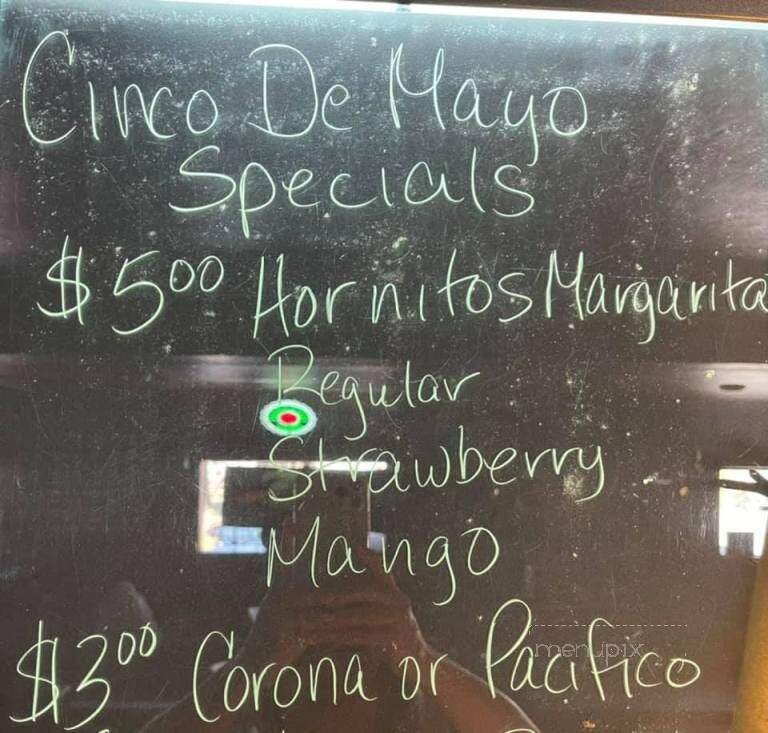 Cinco De Mayo
Specials
$500 Hornitos Margarita
Regular
Strawberry
Mango
menupix
$300 Corona or Pacifico